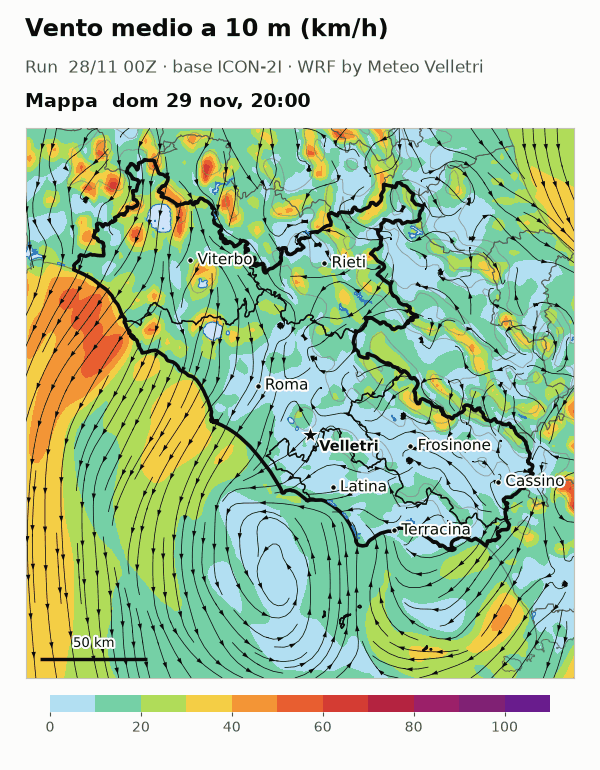 Vento medio a 10 m (km/h)
Run 28/11 00Z · base ICON-2I · WRF by Meteo Velletri
Mappa dom 29 nov, 20:00
Viterbo
Rieti
Roma
Velletri
Frosinone
Cassino
Latina
Terracina
50 km
0 20 40 60 80 100